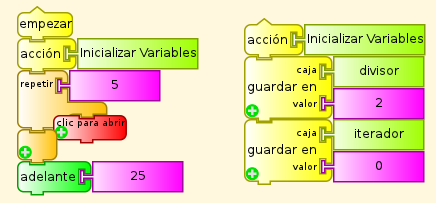 empezar
acción Inicializar Variables
repetir 5
clic para abrir
adelante 25
acción Inicializar Variables
caja divisor
guardar en
valor 2
caja iterador
guardar en
valor 0